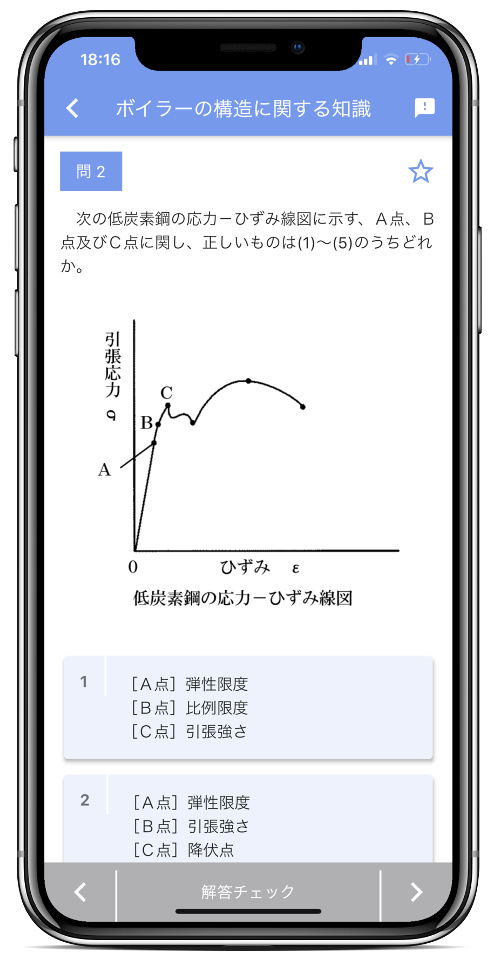 18:16
ボイラーの構造に関する知識
問 2
次の低炭素鋼の応力－ひずみ線図に示す、Ａ点、Ｂ
点及びＣ点に関し、正しいものは(1)〜(5)のうちどれ
か。
引張応力 σ
C
B
A
0
ひずみ ε
低炭素鋼の応力－ひずみ線図
1
［Ａ点］弾性限度
［Ｂ点］比例限度
［Ｃ点］引張強さ
2
［Ａ点］弾性限度
［Ｂ点］引張強さ
［Ｃ点］降伏点
解答チェック